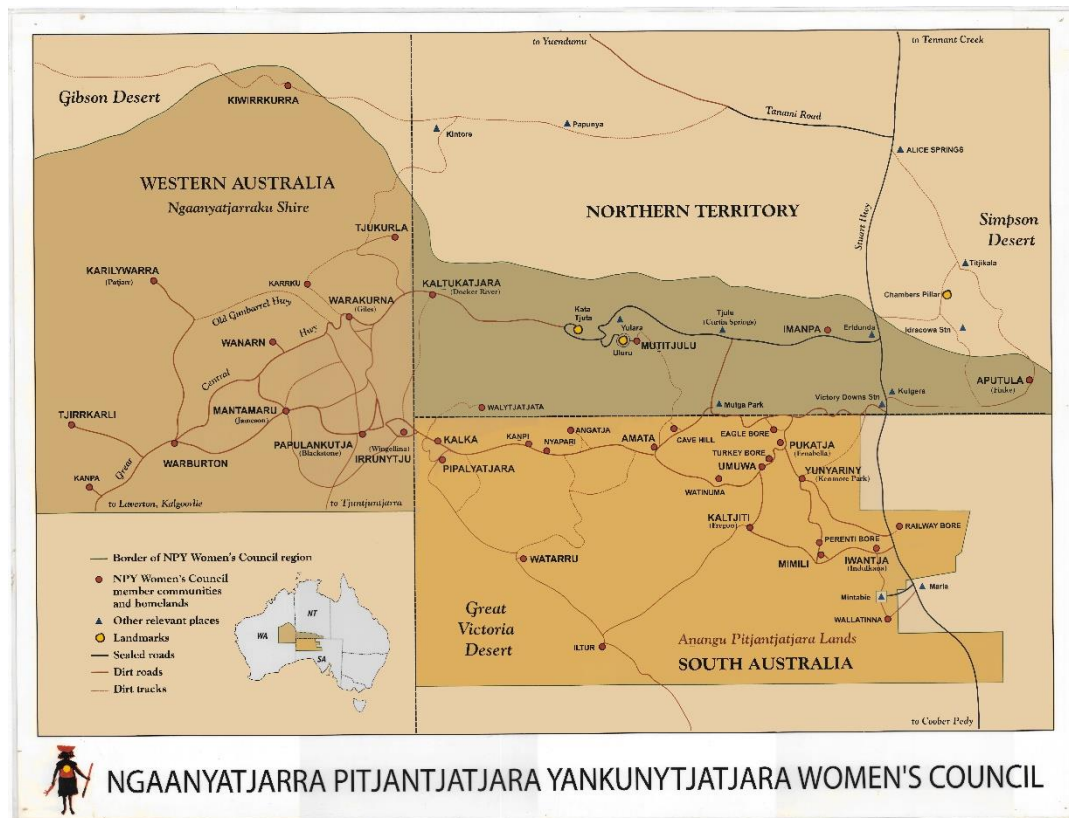 to Yuendumu
to Tennant Creek
Gibson Desert
KIWIRRKURRA
Tanami Road
Kintore
Papunya
ALICE SPRINGS
WESTERN AUSTRALIA
Ngaanyatjarraku Shire
NORTHERN TERRITORY
Stuart Hwy
Simpson
Desert
TJUKURLA
KARILYWARRA
(Patjarr)
KARRKU
KALTUKATJARA
(Docker River)
Titjikala
Chambers Pillar
Old Gunbarrel Hwy
WARAKURNA
(Giles)
Kata
Tjuta
Yulara
Tjule
(Curtin Springs)
IMANPA
Erldunda
Idracowa Stn
WANARN
Hwy
Central
Uluru
MUTITJULU
APUTULA
(Finke)
MANTAMARU
(Jameson)
WALYTJATJATA
Mulga Park
Victory Downs Stn
Kulgera
TJIRRKARLI
PAPULANKUTJA
(Blackstone)
(Wingellina)
IRRUNYTJU
KALKA
KANPI
ANGATJA
NYAPARI
AMATA
CAVE HILL
EAGLE BORE
PUKATJA
(Ernabella)
WARBURTON
Great
PIPALYATJARA
TURKEY BORE
UMUWA
YUNYARINY
(Kenmore Park)
KANPA
WATINUMA
to Laverton, Kalgoorlie
to Tjuntjuntjarra
KALTJITI
(Fregon)
RAILWAY BORE
PERENTI BORE
MIMILI
IWANTJA
(Indulkana)
WATARRU
Marla
Mintabie
WALLATINNA
Great
Victoria
Desert
ILTUR
Anangu Pitjantjatjara Lands
SOUTH AUSTRALIA
to Coober Pedy
Border of NPY Women's Council region
NPY Women's Council
member communities
and homelands
Other relevant places
Landmarks
Sealed roads
Dirt roads
Dirt tracks
WA
NT
SA
NGAANYATJARRA PITJANTJATJARA YANKUNYTJATJARA WOMEN'S COUNCIL